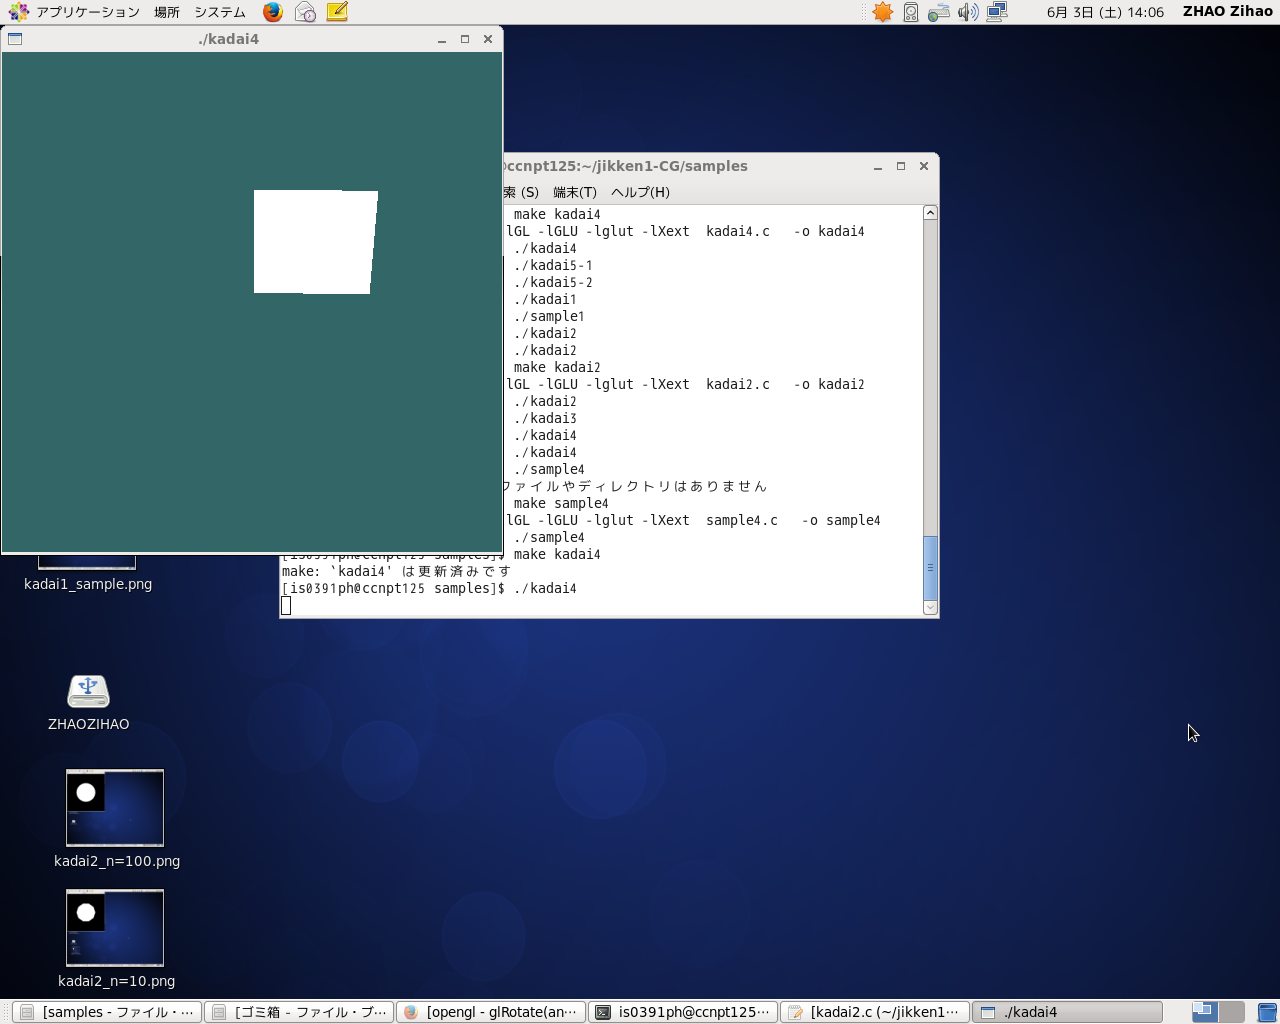 アプリケーション 場所 システム 6月 3日 (土) 14:06 ZHAO Zihao
./kadai4
@ccnpt125:~/jikken1-CG/samples
索 (S) 端末(T) ヘルプ(H)
make kadai4
lGL -lGLU -lglut -lXext kadai4.c -o kadai4
./kadai4
./kadai5-1
./kadai5-2
./kadai1
./sample1
./kadai2
./kadai2
make kadai2
lGL -lGLU -lglut -lXext kadai2.c -o kadai2
./kadai2
./kadai3
./kadai4
./kadai4
./sample4
ファイルやディレクトリはありません
make sample4
lGL -lGLU -lglut -lXext sample4.c -o sample4
./sample4
[is0391ph@ccnpt125 samples]$ make kadai4
make: `kadai4' は更新済みです
[is0391ph@ccnpt125 samples]$ ./kadai4
kadai1_sample.png
ZHAOZIHAO
kadai2_n=100.png
kadai2_n=10.png
[samples - ファイル・… [ゴミ箱 - ファイル・ブ… [opengl - glRotate(an… is0391ph@ccnpt125:… [kadai2.c (~/jikken1-… ./kadai4